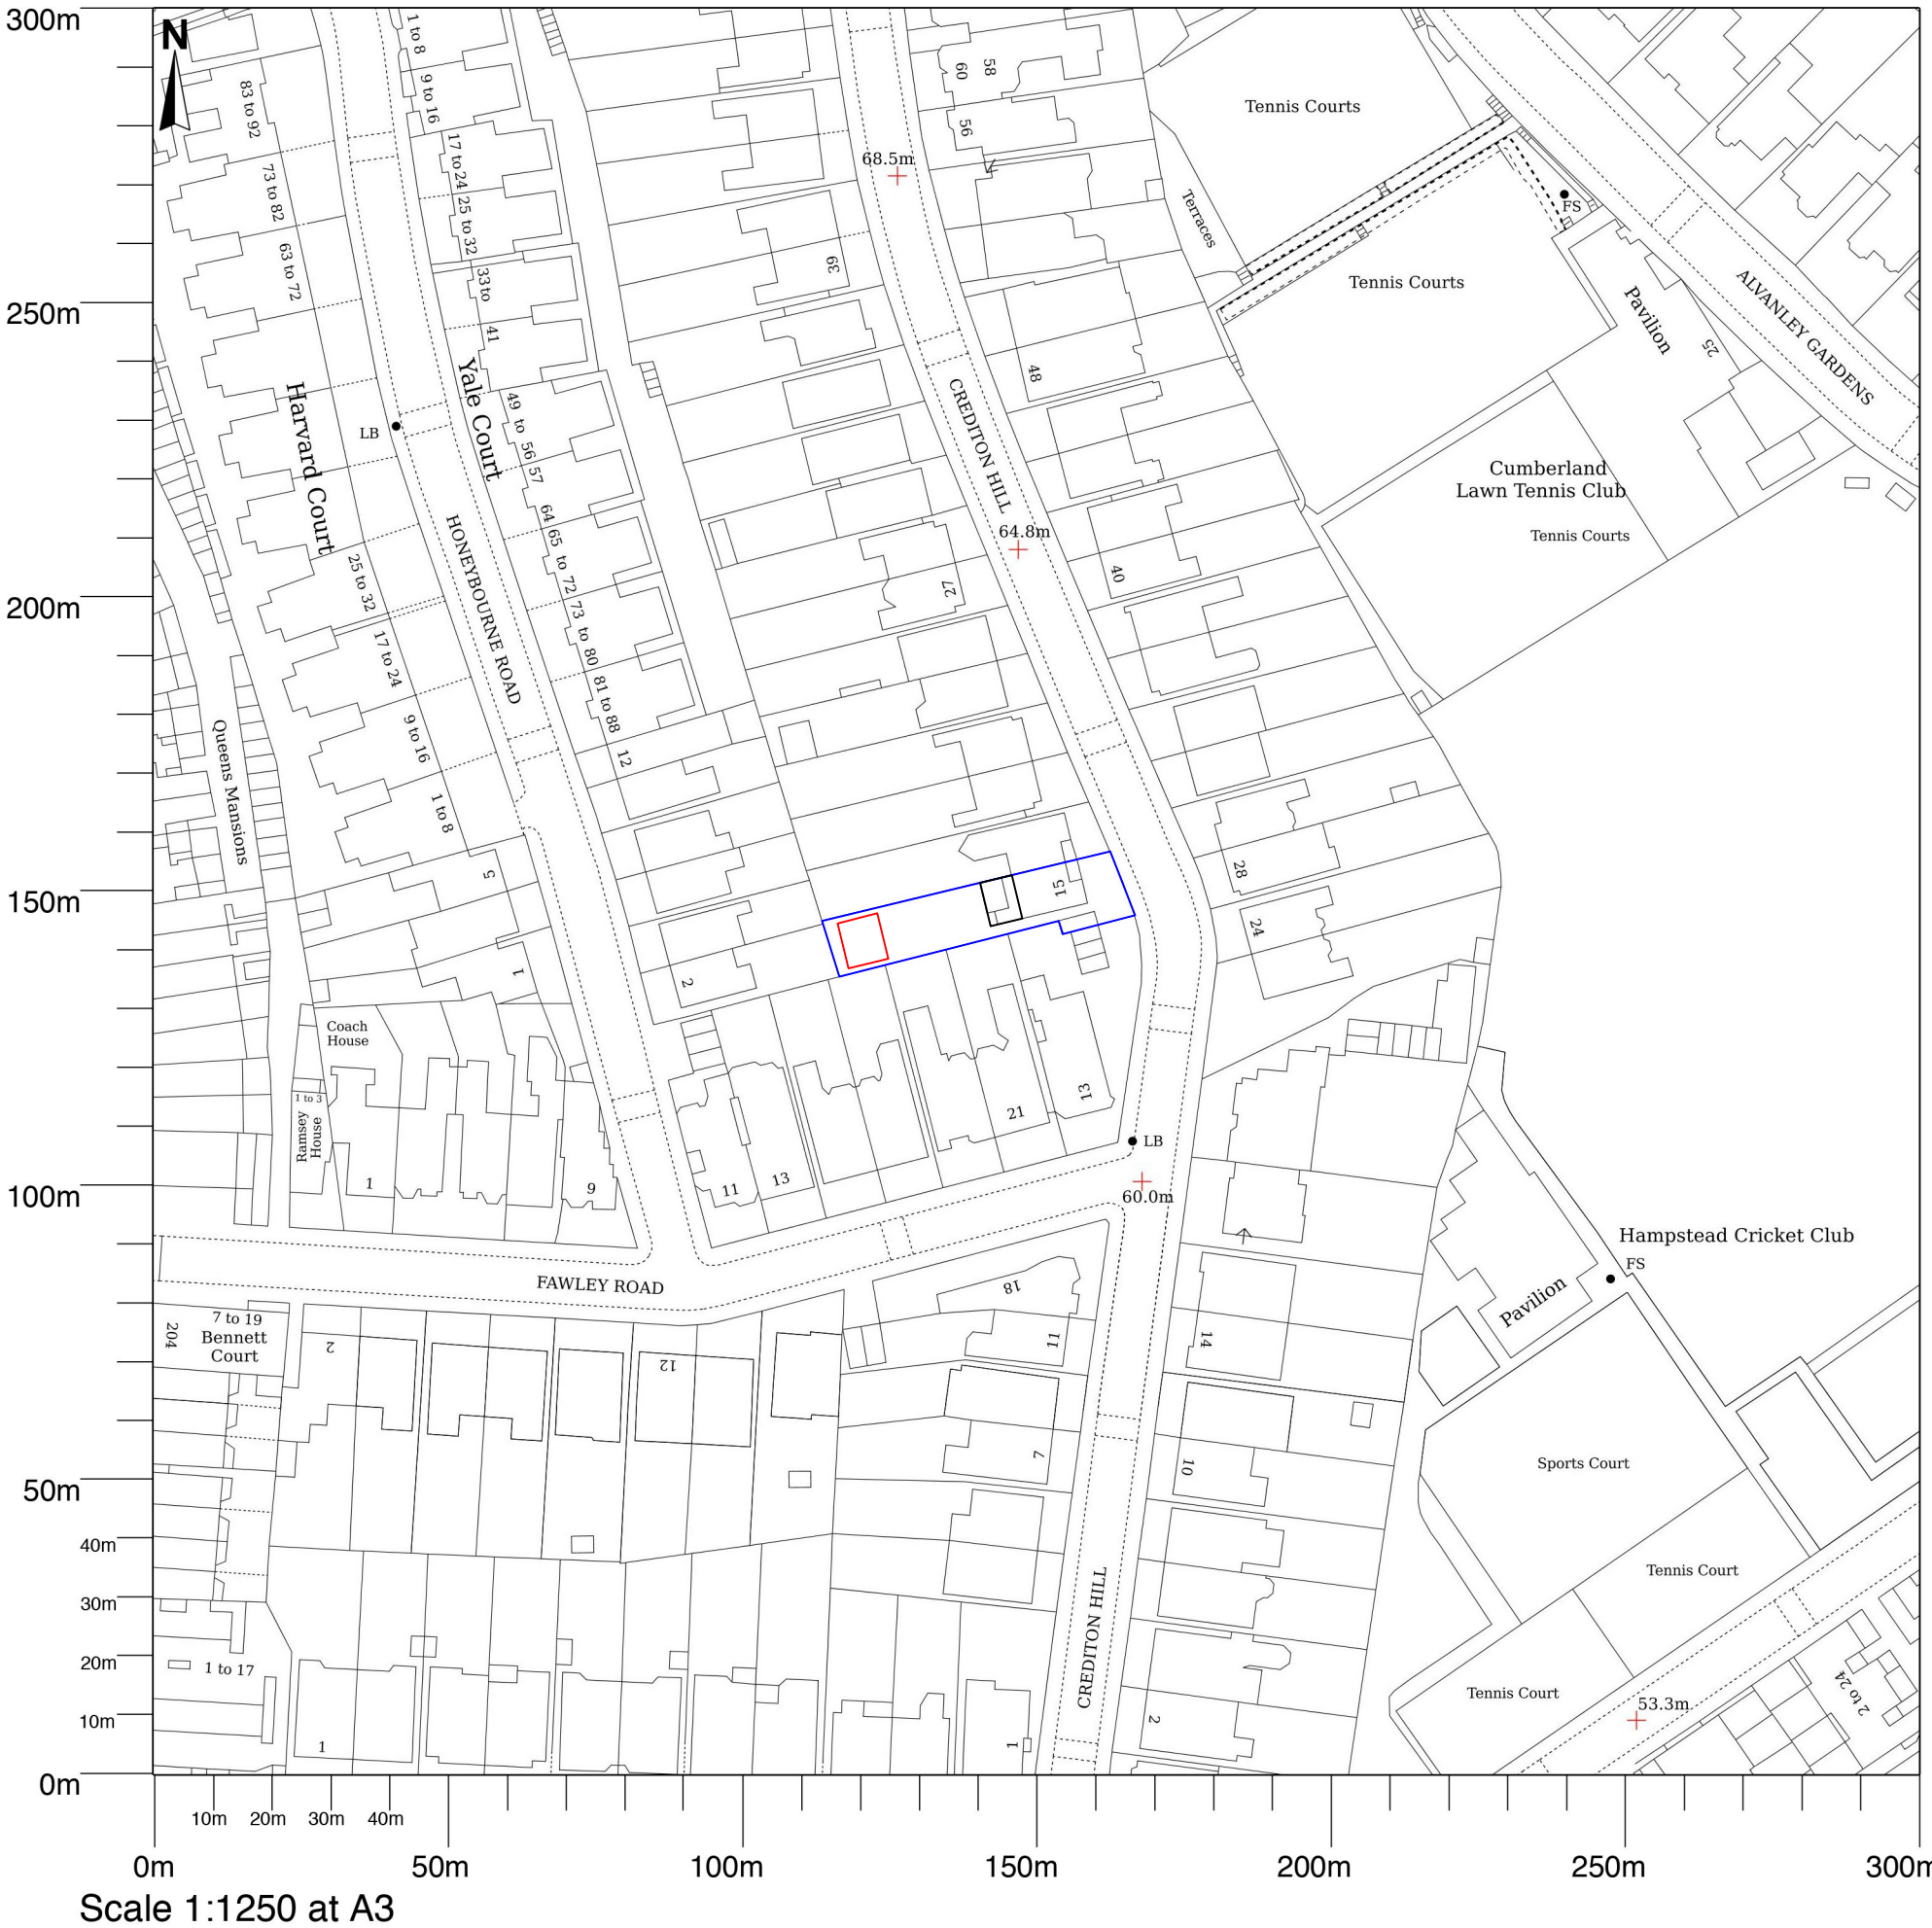 300m
250m
200m
150m
100m
50m
40m
30m
20m
10m
0m
N
1 to 8
9 to 16
17 to 24
25 to 32
33to
41
49 to 56
57
64
65 to 72
73 to 80
81 to 88
12
83 to 92
73 to 82
63 to 72
Harvard Court
Yale Court
LB
HONEYBOURNE ROAD
25 to 32
17 to 24
9 to 16
1 to 8
5
1
2
Queens Mansions
60
58
56
68.5m
39
48
CREDITON HILL
64.8m
40
27
28
24
15
Tennis Courts
Terraces
Tennis Courts
FS
Pavilion
25
ALVANLEY GARDENS
Cumberland
Lawn Tennis Club
Tennis Courts
Coach
House
1 to 3
Ramsey
House
1
9
11
13
21
13
LB
60.0m
FAWLEY ROAD
18
11
14
7
10
Hampstead Cricket Club
FS
Pavilion
204
7 to 19
Bennett
Court
2
12
Sports Court
Tennis Court
Tennis Court
53.3m
2 to 24
1 to 17
1
1
2
CREDITON HILL
10m
20m
30m
40m
0m
50m
100m
150m
200m
250m
300m
Scale 1:1250 at A3